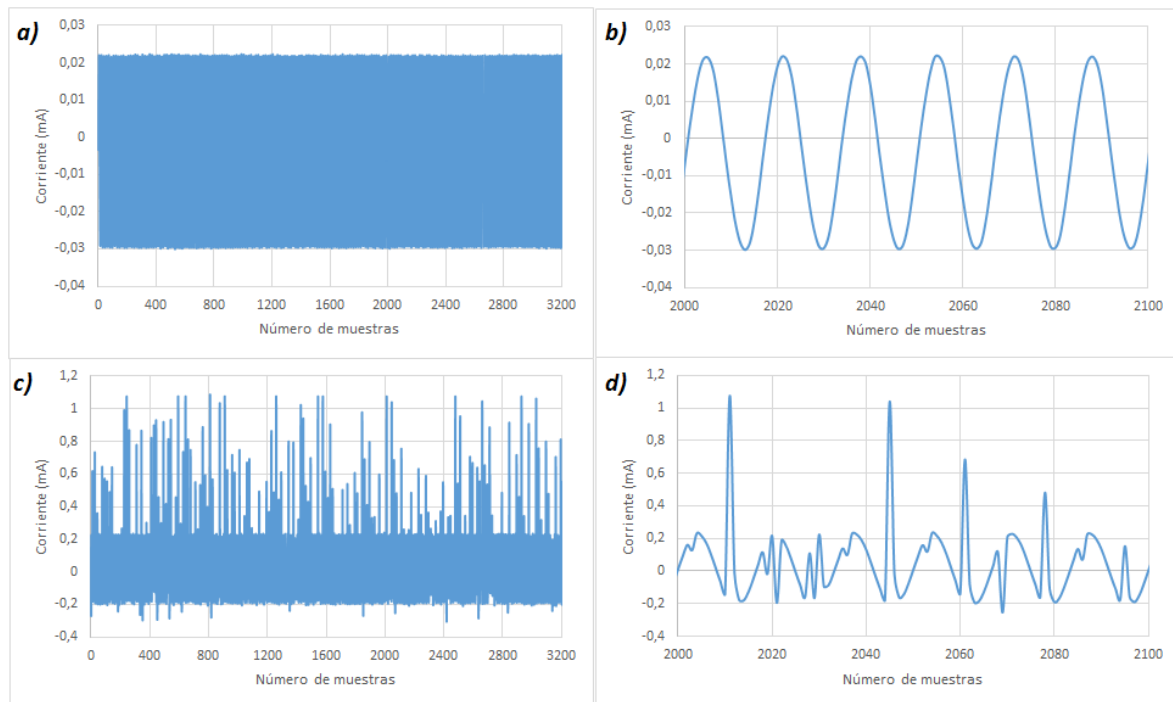 a)
0,03
0,02
0,01
0
-0,01
-0,02
-0,03
-0,04
Corriente (mA)
0 400 800 1200 1600 2000 2400 2800 3200
Número de muestras
b)
0,03
0,02
0,01
0
-0,01
-0,02
-0,03
-0,04
Corriente (mA)
2000 2020 2040 2060 2080 2100
Número de muestras
c)
1,2
1
0,8
0,6
0,4
0,2
0
-0,2
-0,4
Corriente (mA)
0 400 800 1200 1600 2000 2400 2800 3200
Número de muestras
d)
1,2
1
0,8
0,6
0,4
0,2
0
-0,2
-0,4
Corriente (mA)
2000 2020 2040 2060 2080 2100
Número de muestras